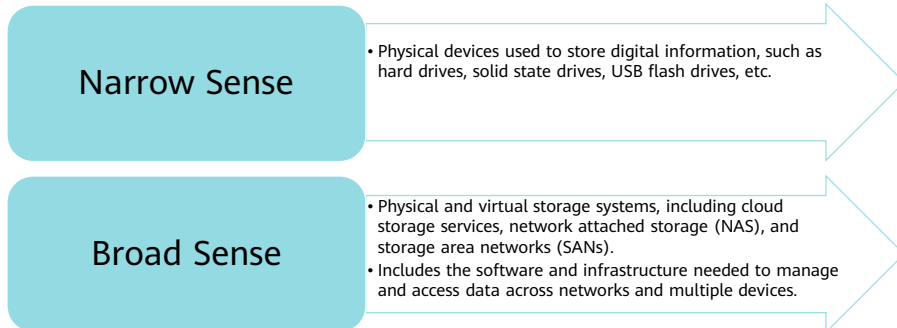 Narrow Sense
• Physical devices used to store digital information, such as
hard drives, solid state drives, USB flash drives, etc.
Broad Sense
• Physical and virtual storage systems, including cloud
storage services, network attached storage (NAS), and
storage area networks (SANs).
• Includes the software and infrastructure needed to manage
and access data across networks and multiple devices.